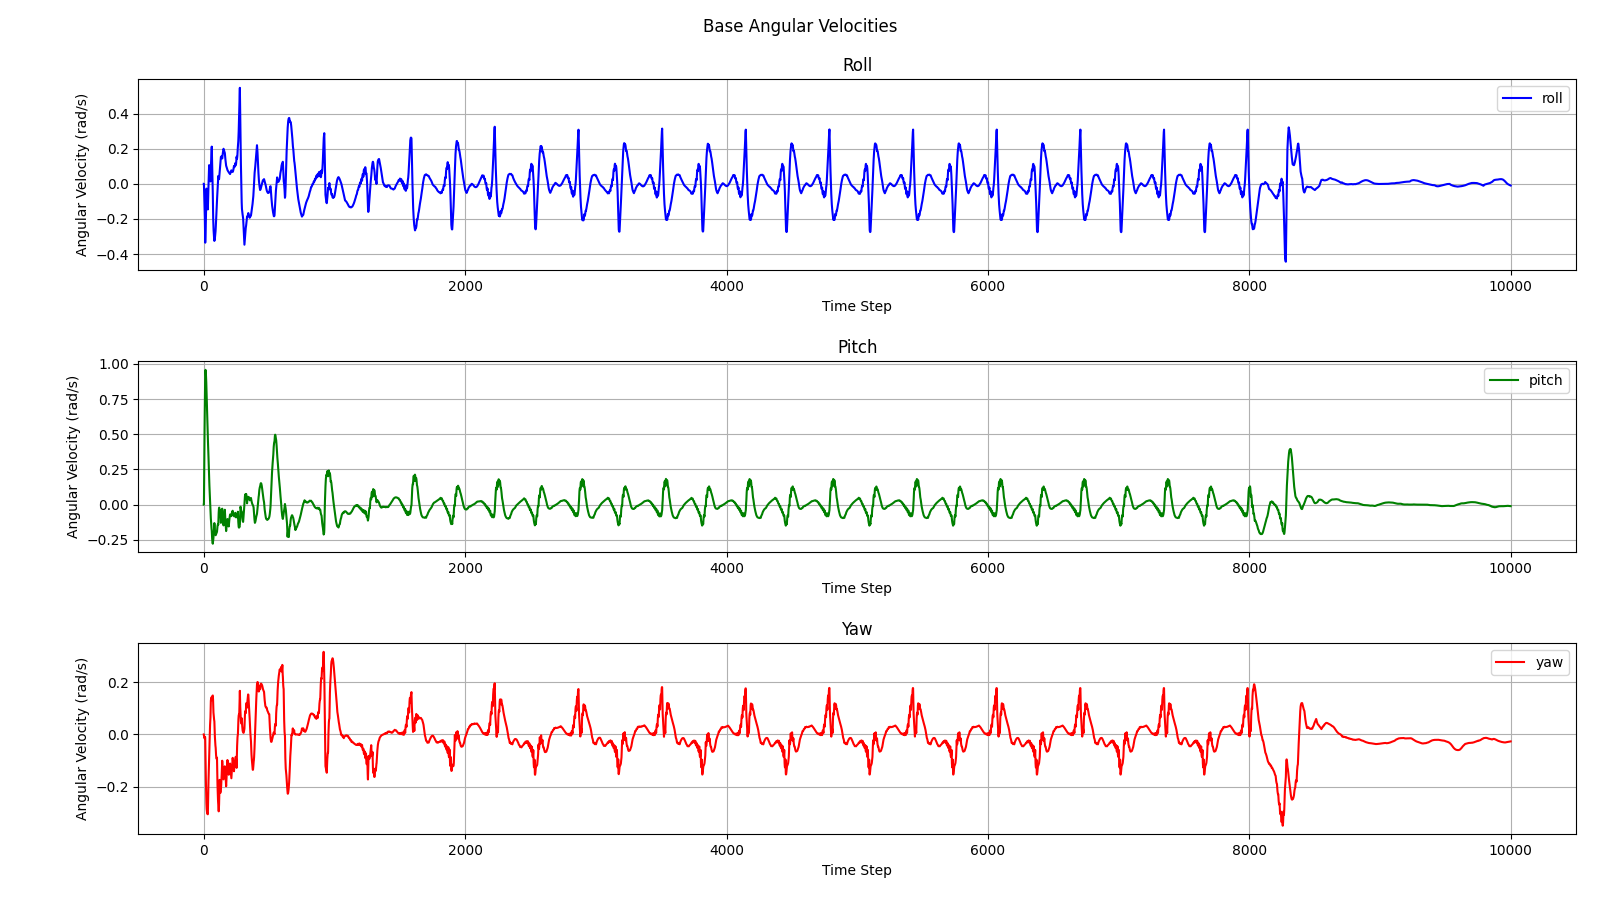 Base Angular Velocities
Roll
Angular Velocity (rad/s)
0.4
0.2
0.0
−0.2
−0.4
roll
0 2000 4000 6000 8000 10000
Time Step
Pitch
Angular Velocity (rad/s)
1.00
0.75
0.50
0.25
0.00
−0.25
pitch
0 2000 4000 6000 8000 10000
Time Step
Yaw
Angular Velocity (rad/s)
0.2
0.0
−0.2
yaw
0 2000 4000 6000 8000 10000
Time Step